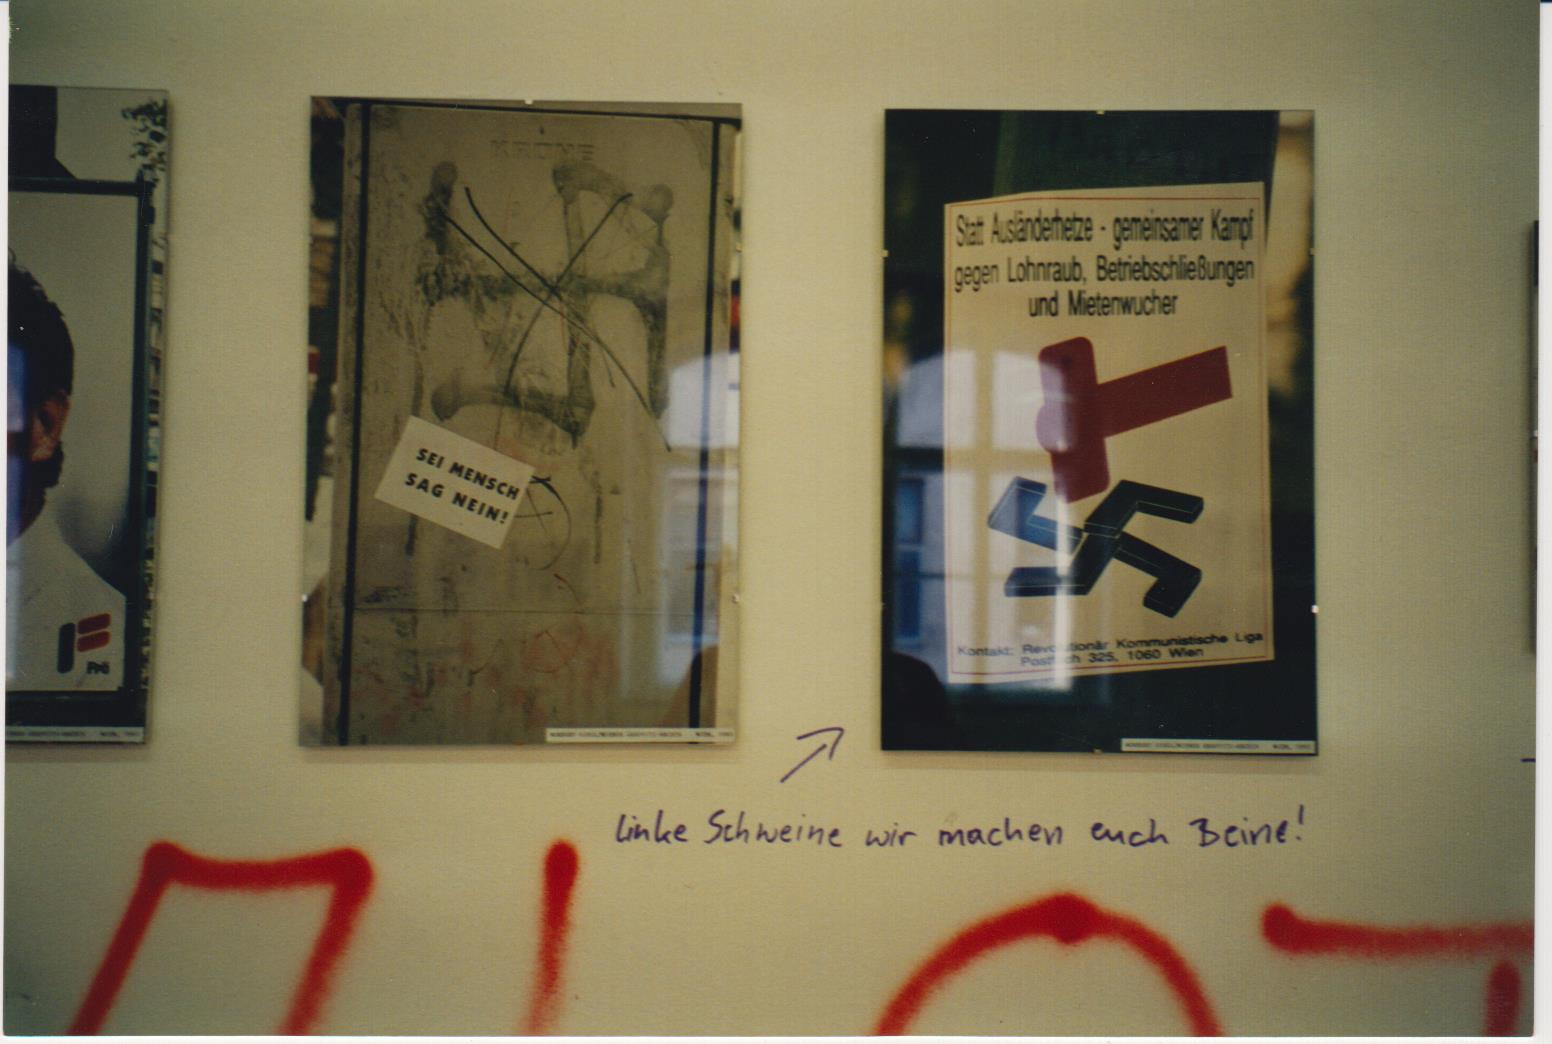 KRONE
SEI MENSCH
SAG NEIN!
Statt Ausländerhetze - gemeinsamer Kampf
gegen Lohnraub, Betriebschließungen
und Mietenwucher
Kontakt: Revolutionär Kommunistische Liga
Postfach 325, 1060 Wien
linke Schweine wir machen euch Beine!